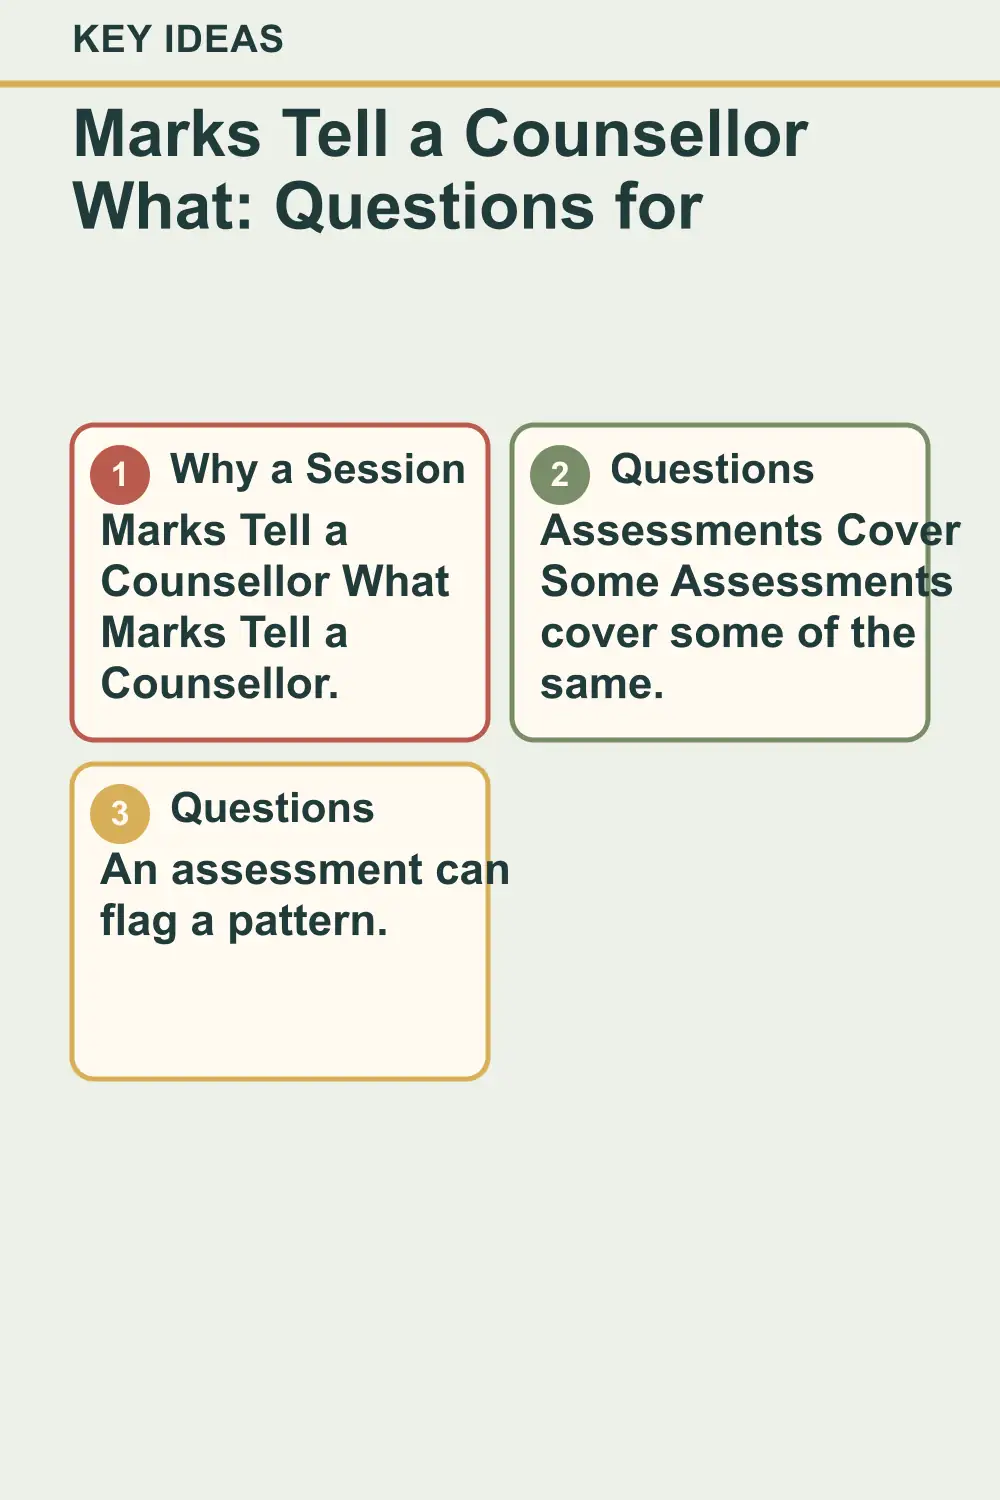 KEY IDEAS
Marks Tell a Counsellor
What: Questions for
1 Why a Session
Marks Tell a
Counsellor What
Marks Tell a
Counsellor.
2 Questions
Assessments Cover
Some Assessments
cover some of the
same.
3 Questions
An assessment can
flag a pattern.